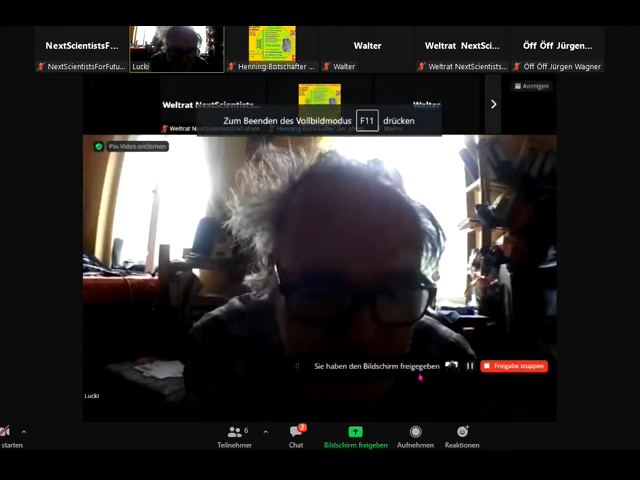 NextScientistsF...
Walter
Weltrat NextSci...
Öff Öff Jürgen...
NextScientistsForFutu...
Lucki
Henning Botschafter ...
Walter
Weltrat NextScientists...
Öff Öff Jürgen Wagner
Anzeigen
Weltrat NextScientists...
Walter
Weltrat NextScientistsForFuture
Zum Beenden des Vollbildmodus F11 drücken
Pin Video entfernen
Sie haben den Bildschirm freigegeben
Freigabe stoppen
Lucki
starten
6
Teilnehmer
2
Chat
Bildschirm freigeben
Aufnehmen
Reaktionen